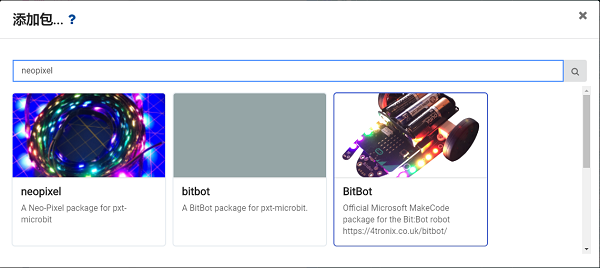 添加包... ?
neopixel
neopixel
A Neo-Pixel package for pxt-
microbit
bitbot
A BitBot package for pxt-microbit.
BitBot
Official Microsoft MakeCode
package for the Bit:Bot robot
https://4tronix.co.uk/bitbot/